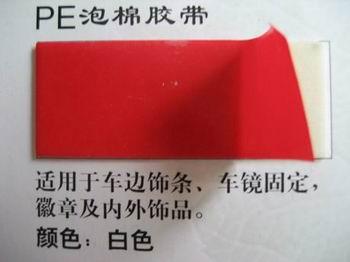 PE泡棉胶带
适用于车边饰条、车镜固定,
徽章及内外饰品。
颜色：白色